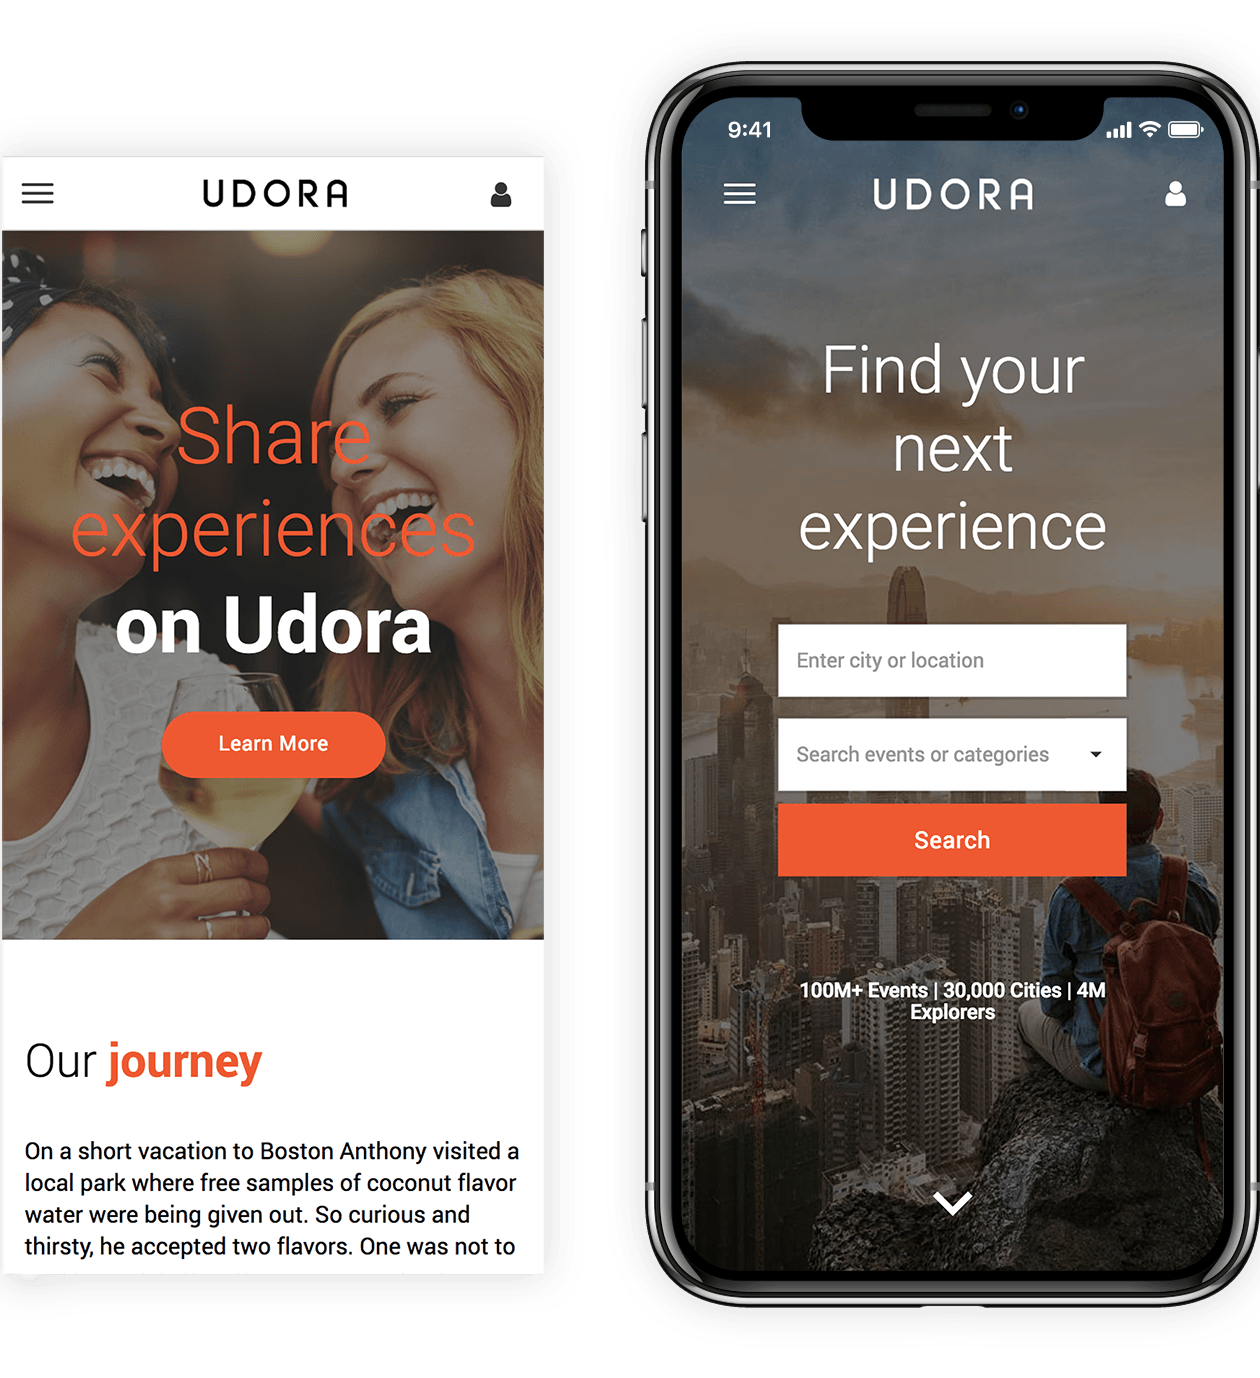 UDORA
Share
experiences
on Udora
Learn More
Our journey
On a short vacation to Boston Anthony visited a
local park where free samples of coconut flavor
water were being given out. So curious and
thirsty, he accepted two flavors. One was not to
9:41
UDORA
Find your
next
experience
Enter city or location
Search events or categories
Search
100M+ Events | 30,000 Cities | 4M
Explorers